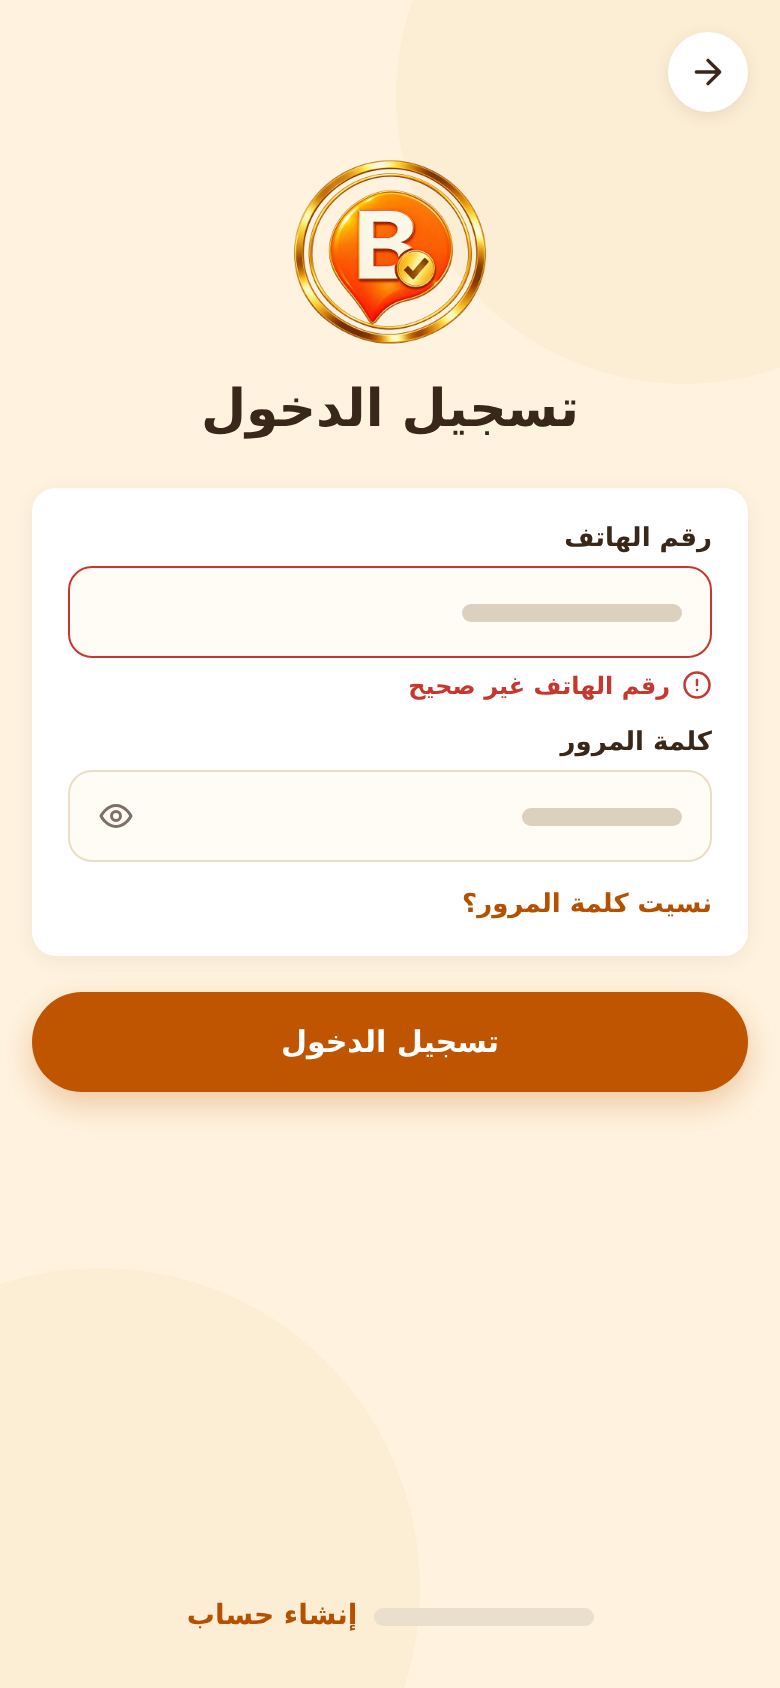 B
تسجيل الدخول
رقم الهاتف
رقم الهاتف غير صحيح
كلمة المرور
نسيت كلمة المرور؟
تسجيل الدخول
إنشاء حساب